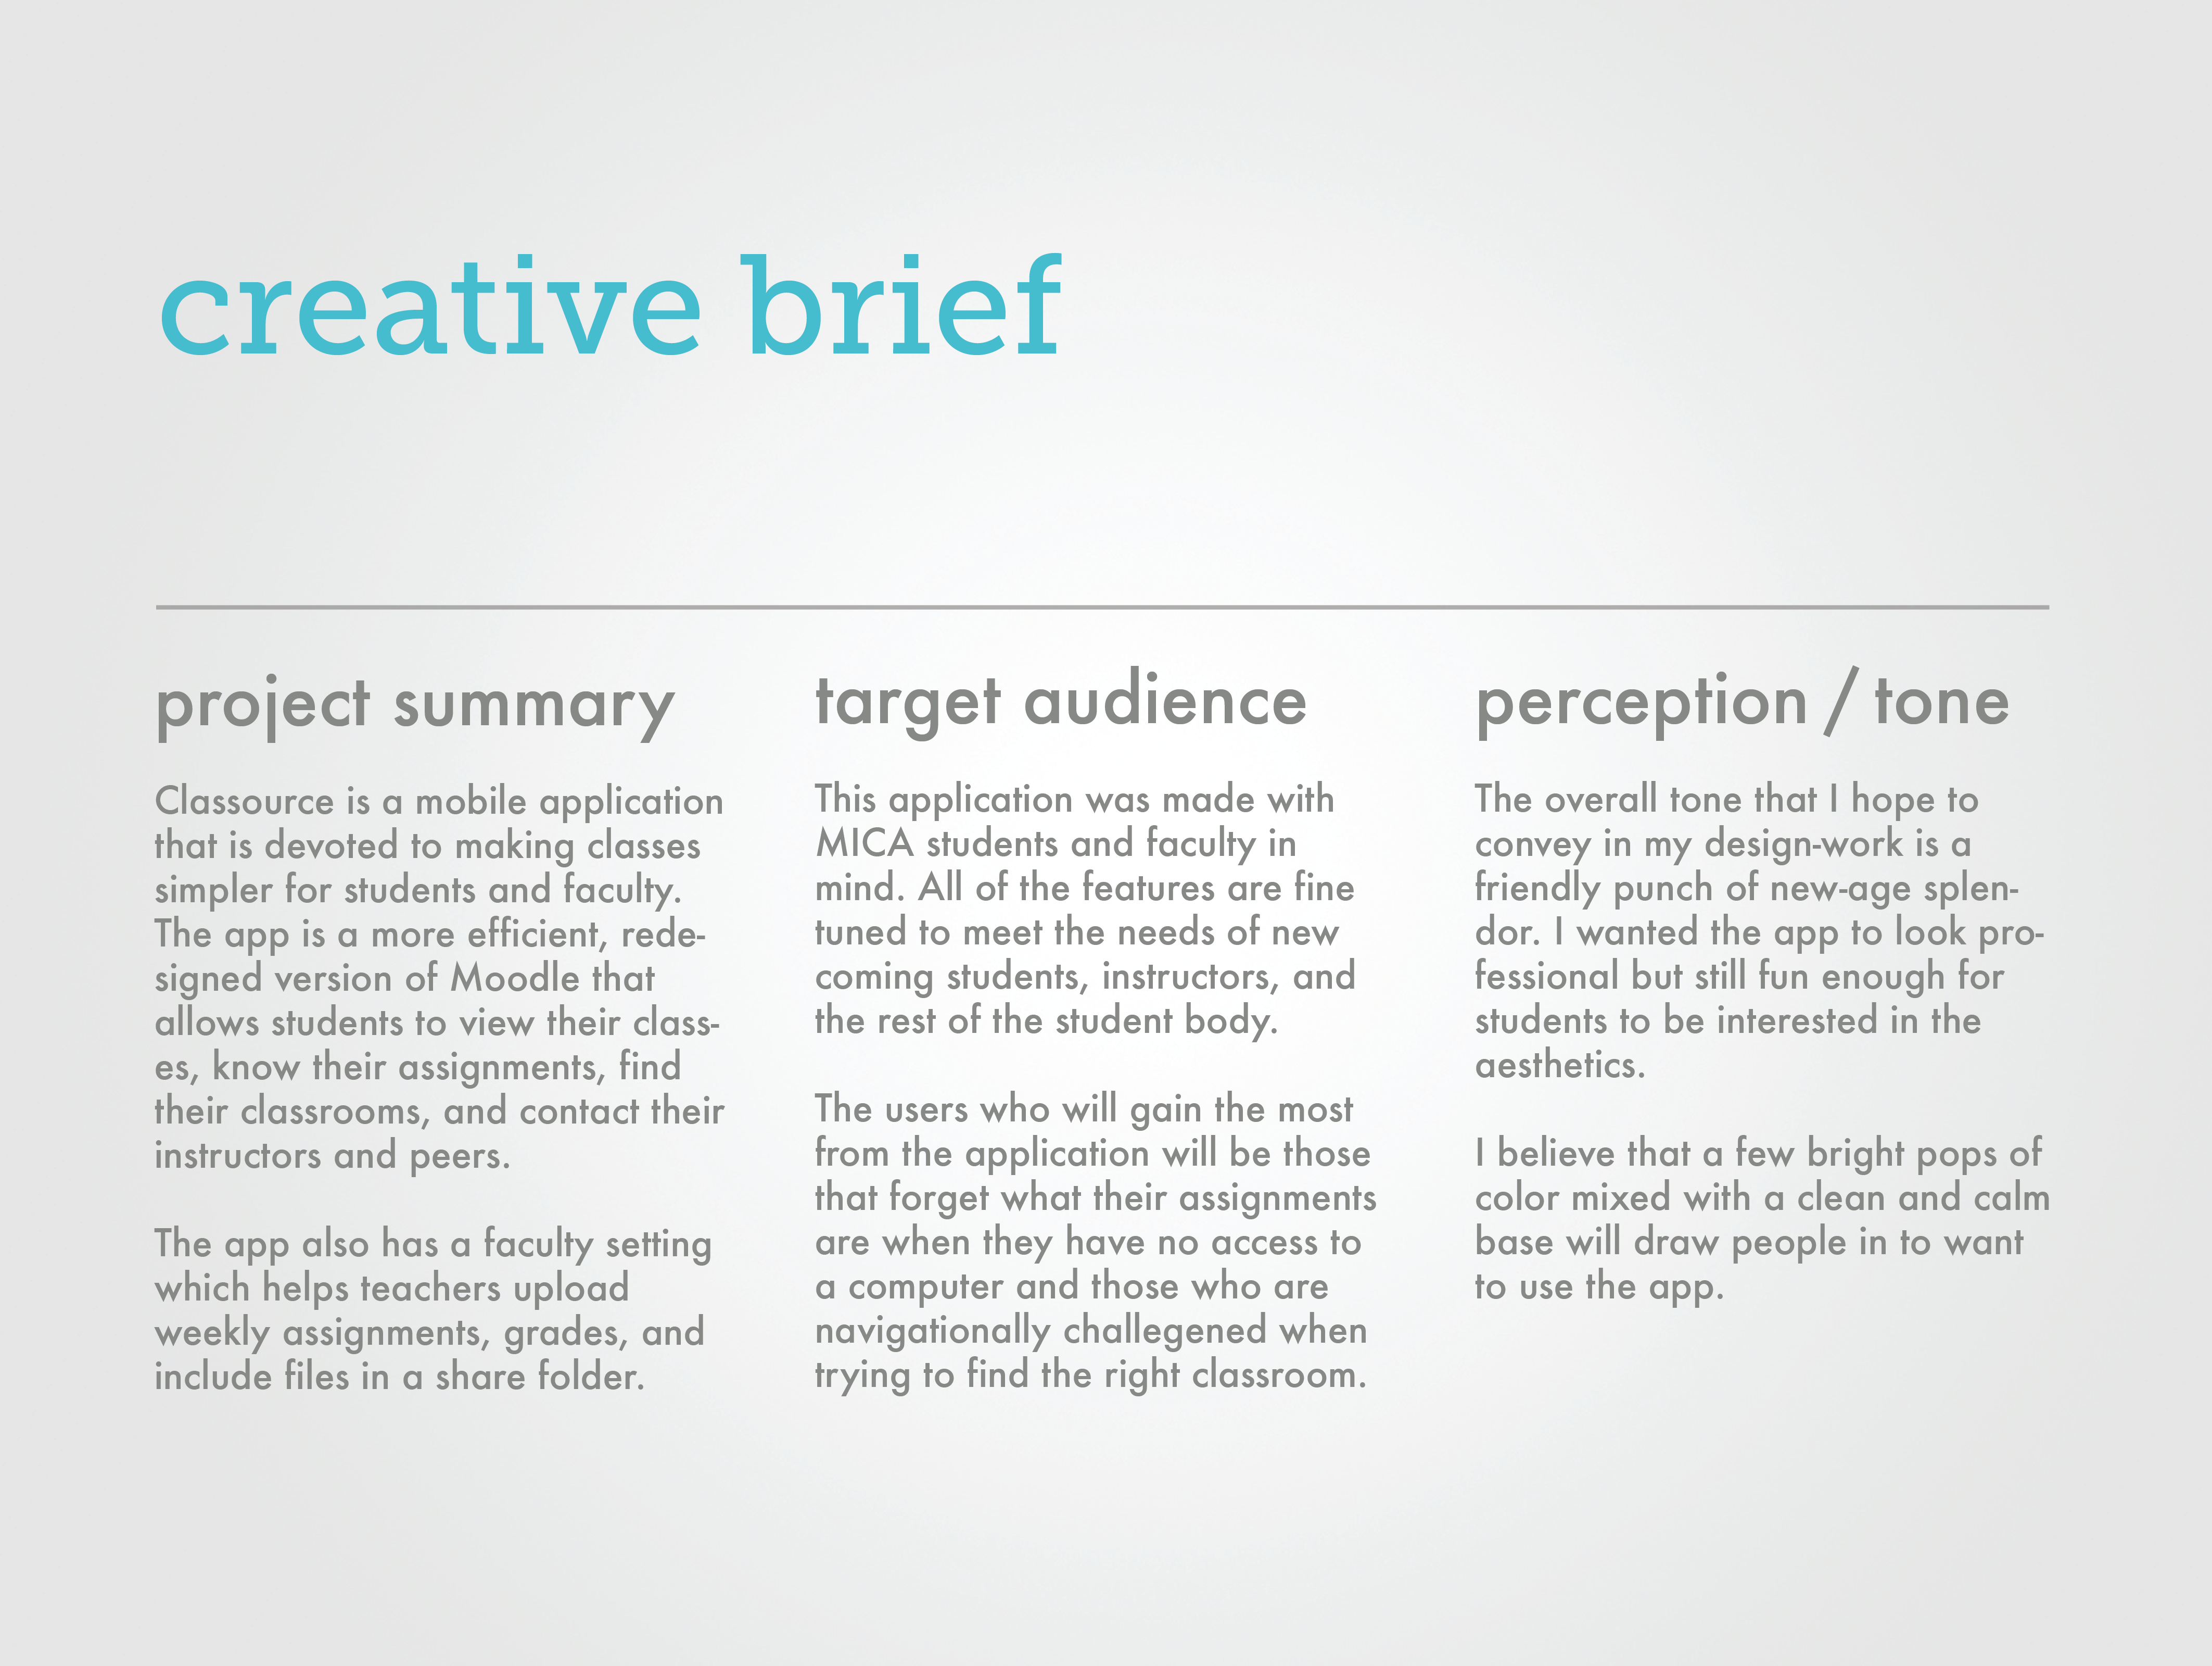 creative brief
project summary
Classource is a mobile application
that is devoted to making classes
simpler for students and faculty.
The app is a more efficient, rede-
signed version of Moodle that
allows students to view their class-
es, know their assignments, find
their classrooms, and contact their
instructors and peers.
The app also has a faculty setting
which helps teachers upload
weekly assignments, grades, and
include files in a share folder.
target audience
This application was made with
MICA students and faculty in
mind. All of the features are fine
tuned to meet the needs of new
coming students, instructors, and
the rest of the student body.
The users who will gain the most
from the application will be those
that forget what their assignments
are when they have no access to
a computer and those who are
navigationally challegened when
trying to find the right classroom.
perception / tone
The overall tone that I hope to
convey in my design-work is a
friendly punch of new-age splen-
dor. I wanted the app to look pro-
fessional but still fun enough for
students to be interested in the
aesthetics.
I believe that a few bright pops of
color mixed with a clean and calm
base will draw people in to want
to use the app.